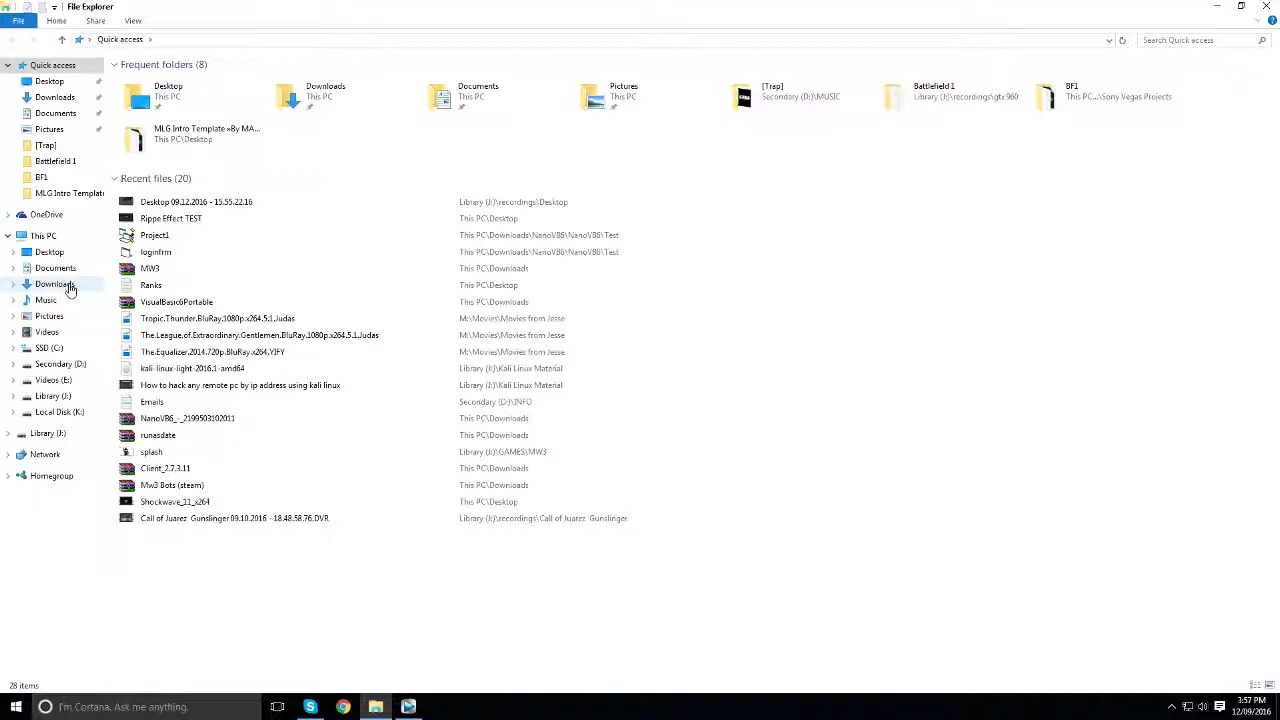 File Explorer
File Home Share View
Quick access
Search Quick access
Quick access
Desktop
Downloads
Documents
Pictures
[Trap]
Battlefield 1
BF1
MLG Intro Template
OneDrive
This PC
Desktop
Documents
Downloads
Music
Pictures
Videos
SSD (C:)
Secondary (D:)
Videos (E:)
Library (J:)
Local Disk (K:)
Library (J:)
Network
Homegroup
Frequent folders (8)
Desktop
This PC
Downloads
This PC
Documents
This PC
Pictures
This PC
[Trap]
Secondary (D:)\MUSIC
Battlefield 1
Library (J:)\recordings\gtx 960
BF1
This PC...\Sony Vegas Projects
MLG Intro Template »By MA...
This PC\Desktop
Recent files (20)
Desktop 09.12.2016 - 15.55.22.16 Library (J:)\recordings\Desktop
Rippe Effect TEST This PC\Desktop
Project1 This PC\Downloads\NanoVB6\NanoVB6\Test
loginfrm This PC\Downloads\NanoVB6\NanoVB6\Test
MW3 This PC\Downloads
Ranks This PC\Desktop
VisualBasic6Portable This PC\Downloads
Tropic.Thunder.BluRay.1080p.x264.5.1.Judas M:\Movies\Movies from Jesse
The.League.of.Extraordinary.Gentlemen.BluRay.1080p.x264.5.1.Judas M:\Movies\Movies from Jesse
The.Equalizer.2014.720p.BluRay.x264.YIFY M:\Movies\Movies from Jesse
kali-linux-light-2016.1-amd64 Library (J:)\Kali Linux Material
How to hack any remote pc by ip address using kali linux Library (J:)\Kali Linux Material
Emails Secondary (D:)\INFO
NanoVB6_-_2199503102011 This PC\Downloads
runasdate This PC\Downloads
splash Library (J:)\GAMES\MW3
Client_2.7.3.11 This PC\Downloads
Mw3 Bots (steam) This PC\Downloads
Shockwave_11_x264 This PC\Desktop
Call of Juarez Gunslinger 09.10.2016 - 18.48.58.76.DVR Library (J:)\recordings\Call of Juarez Gunslinger
28 items
I'm Cortana. Ask me anything.
3:57 PM
12/09/2016